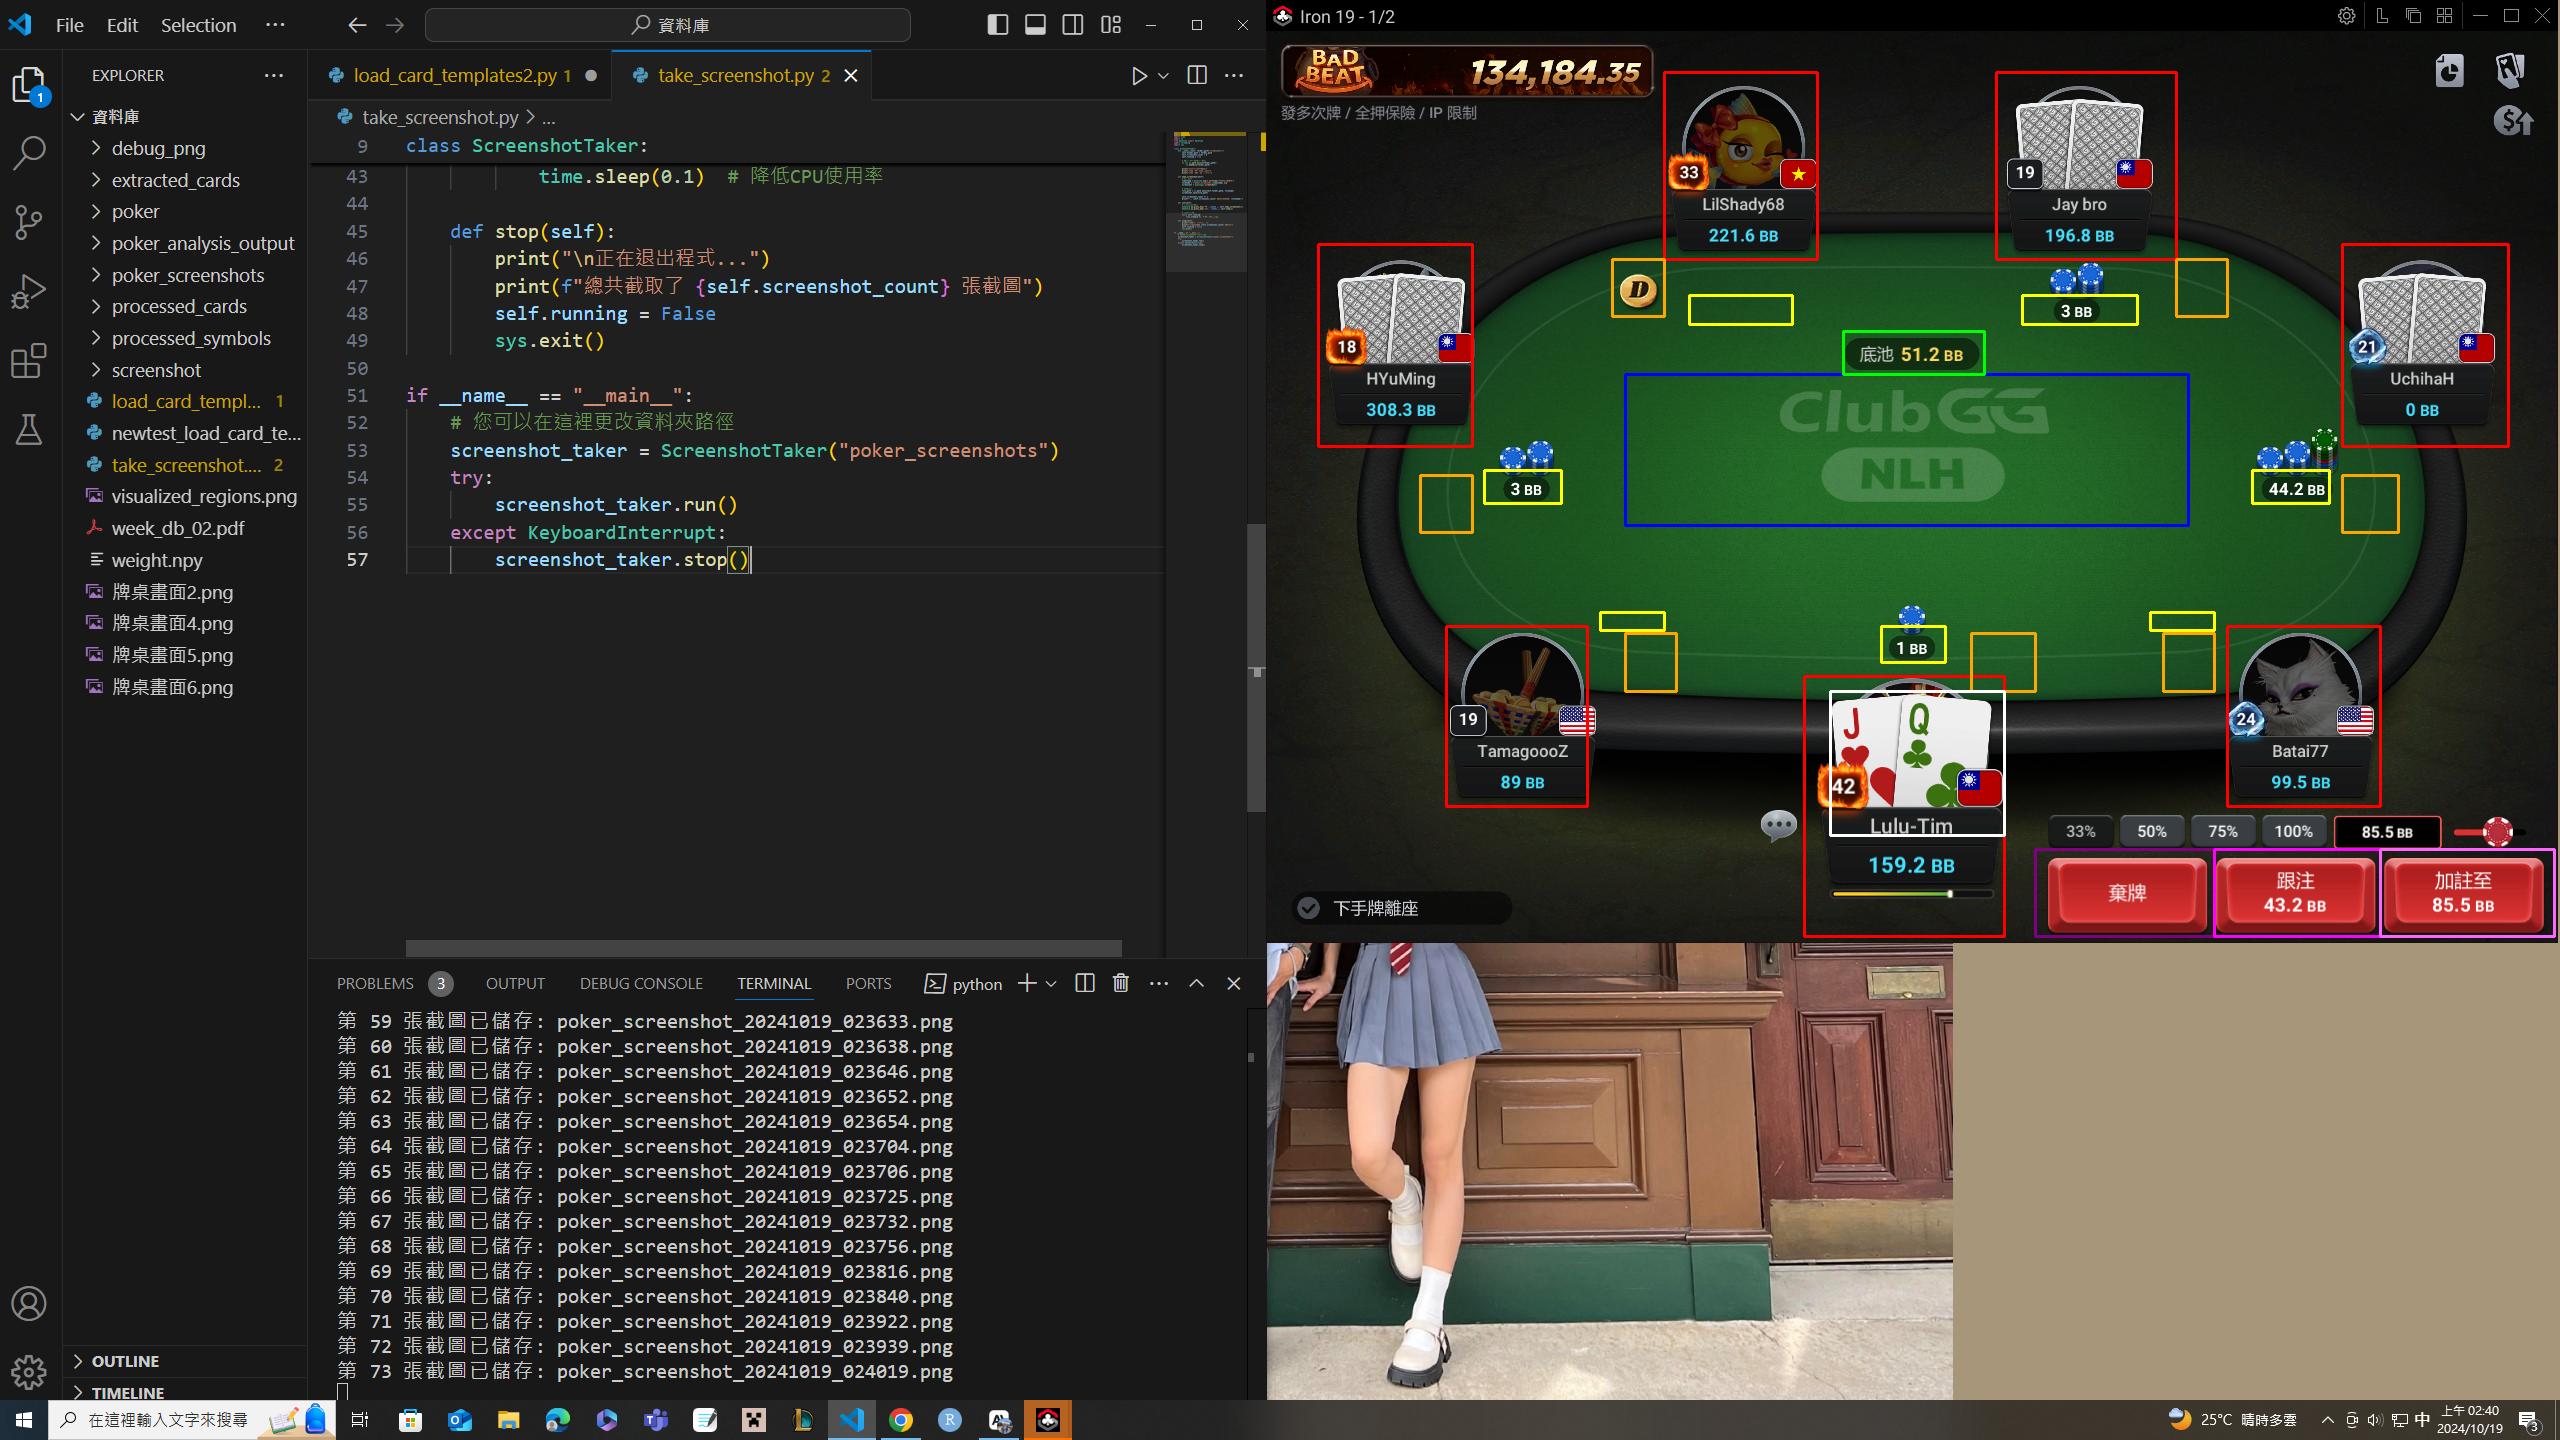 File Edit Selection ···
資料庫
EXPLORER
資料庫
debug_png
extracted_cards
poker
poker_analysis_output
poker_screenshots
processed_cards
processed_symbols
screenshot
load_card_templ... 1
newtest_load_card_te...
take_screenshot.... 2
visualized_regions.png
week_db_02.pdf
weight.npy
牌桌畫面2.png
牌桌畫面4.png
牌桌畫面5.png
牌桌畫面6.png
OUTLINE
TIMELINE
1
load_card_templates2.py 1
take_screenshot.py 2
take_screenshot.py > ...
9 class ScreenshotTaker:
43 time.sleep(0.1) # 降低CPU使用率
44
45 def stop(self):
46 print("\n正在退出程式...")
47 print(f"總共截取了 {self.screenshot_count} 張截圖")
48 self.running = False
49 sys.exit()
50
51 if __name__ == "__main__":
52 # 您可以在這裡更改資料夾路徑
53 screenshot_taker = ScreenshotTaker("poker_screenshots")
54 try:
55 screenshot_taker.run()
56 except KeyboardInterrupt:
57 screenshot_taker.stop()
PROBLEMS 3 OUTPUT DEBUG CONSOLE TERMINAL PORTS python
第 59 張截圖已儲存: poker_screenshot_20241019_023633.png
第 60 張截圖已儲存: poker_screenshot_20241019_023638.png
第 61 張截圖已儲存: poker_screenshot_20241019_023646.png
第 62 張截圖已儲存: poker_screenshot_20241019_023652.png
第 63 張截圖已儲存: poker_screenshot_20241019_023654.png
第 64 張截圖已儲存: poker_screenshot_20241019_023704.png
第 65 張截圖已儲存: poker_screenshot_20241019_023706.png
第 66 張截圖已儲存: poker_screenshot_20241019_023725.png
第 67 張截圖已儲存: poker_screenshot_20241019_023732.png
第 68 張截圖已儲存: poker_screenshot_20241019_023756.png
第 69 張截圖已儲存: poker_screenshot_20241019_023816.png
第 70 張截圖已儲存: poker_screenshot_20241019_023840.png
第 71 張截圖已儲存: poker_screenshot_20241019_023922.png
第 72 張截圖已儲存: poker_screenshot_20241019_023939.png
第 73 張截圖已儲存: poker_screenshot_20241019_024019.png
Iron 19 - 1/2
BAD BEAT 134,184.35
發多次牌 / 全押保險 / IP 限制
33
LilShady68
221.6 BB
19
Jay bro
196.8 BB
18
HYuMing
308.3 BB
21
UchihaH
0 BB
D
3 BB
底池 51.2 BB
ClubGG
NLH
3 BB
44.2 BB
1 BB
19
TamagoooZ
89 BB
J Q
42
Lulu-Tim
159.2 BB
24
Batai77
99.5 BB
33% 50% 75% 100% 85.5 BB
棄牌
跟注
43.2 BB
加註至
85.5 BB
下手牌離座
在這裡輸入文字來搜尋
R
25°C 晴時多雲
中
上午 02:40
2024/10/19
3